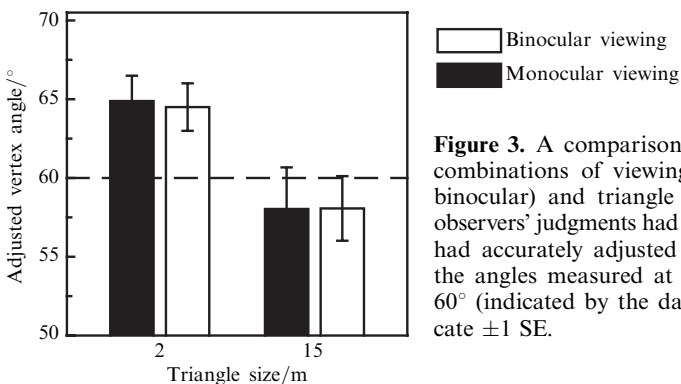 70
65
60
55
50
Adjusted vertex angle/°
2
15
Triangle size/m
Binocular viewing
Monocular viewing
Figure 3. A comparison
combinations of viewing
binocular) and triangle
observers' judgments had
had accurately adjusted
the angles measured at
60° (indicated by the da
cate ±1 SE.